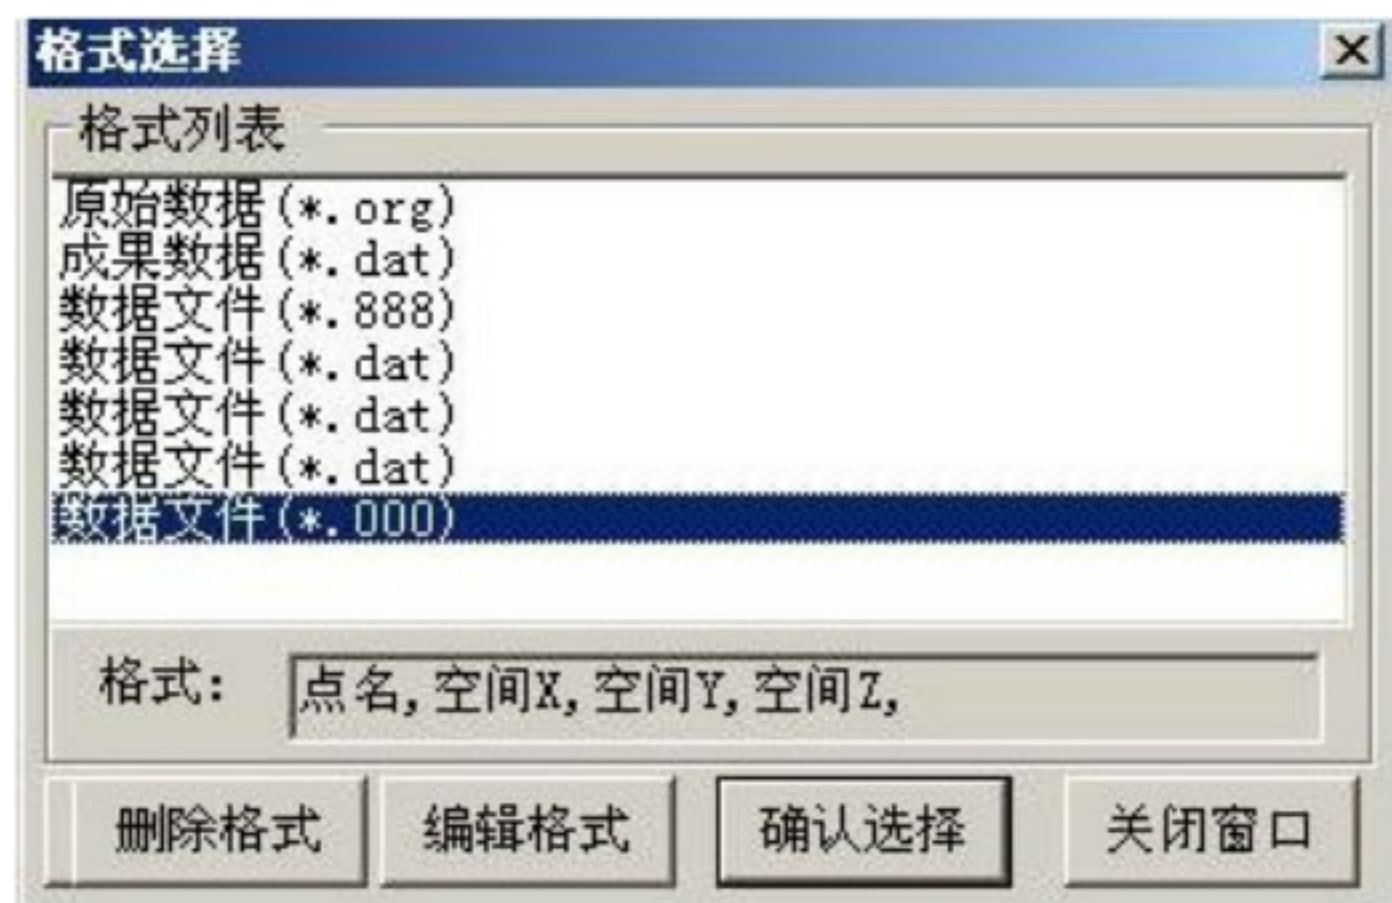 格式选择
格式列表
原始数据(*.org)
成果数据(*.dat)
数据文件(*.888)
数据文件(*.dat)
数据文件(*.dat)
数据文件(*.dat)
数据文件(*.000)
格式: 点名,空间X,空间Y,空间Z,
删除格式 编辑格式 确认选择 关闭窗口